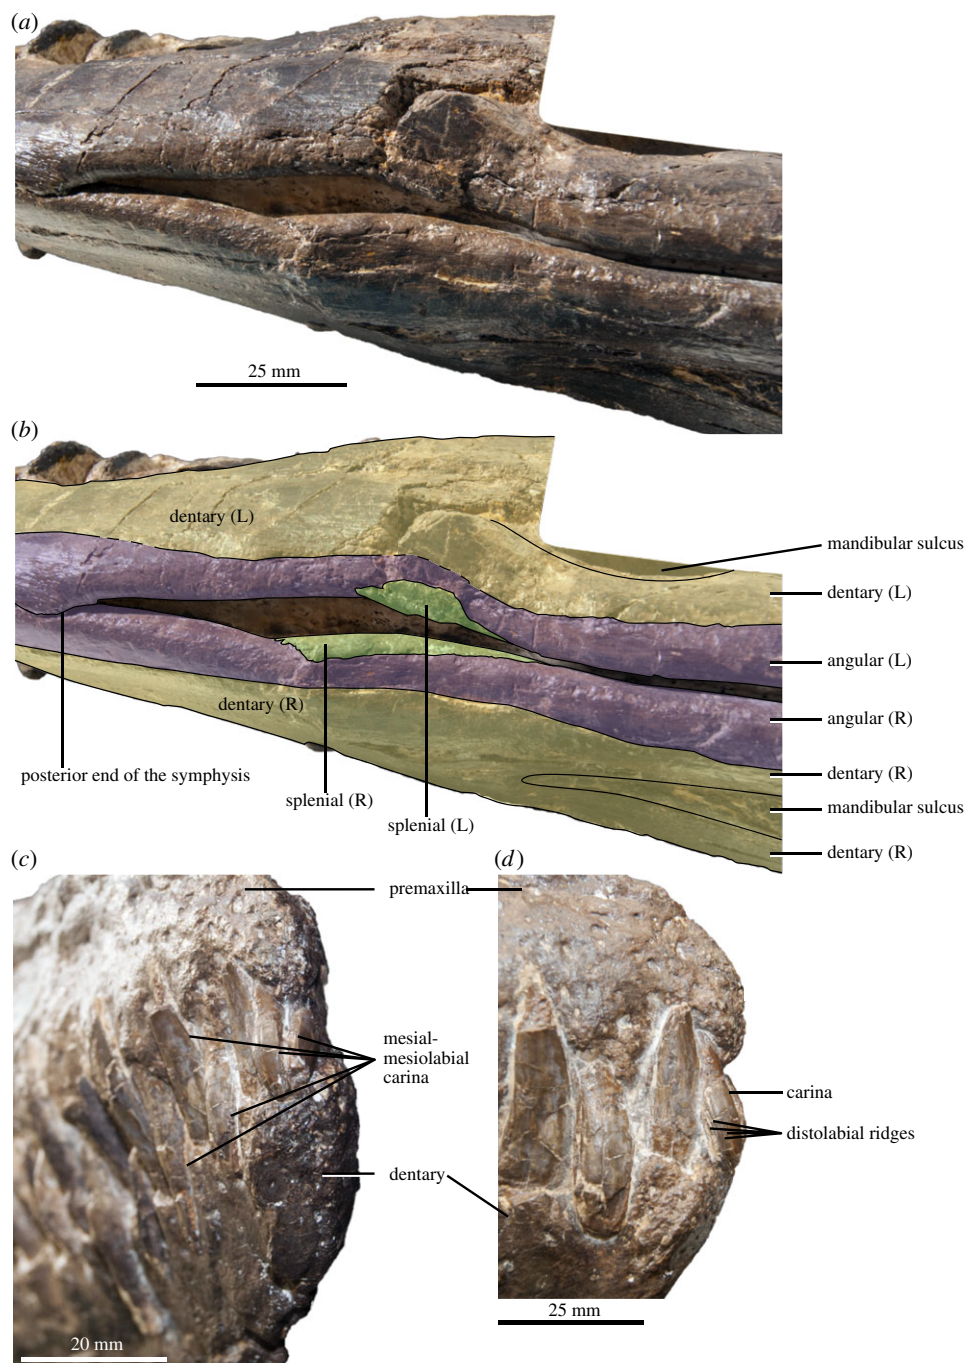 (a)
25 mm
(b)
dentary (L)
mandibular sulcus
dentary (L)
angular (L)
dentary (R)
angular (R)
posterior end of the symphysis
dentary (R)
splenial (R)
mandibular sulcus
splenial (L)
dentary (R)
(c)
(d)
premaxilla
mesial-
mesiolabial
carina
carina
distolabial ridges
dentary
25 mm
20 mm